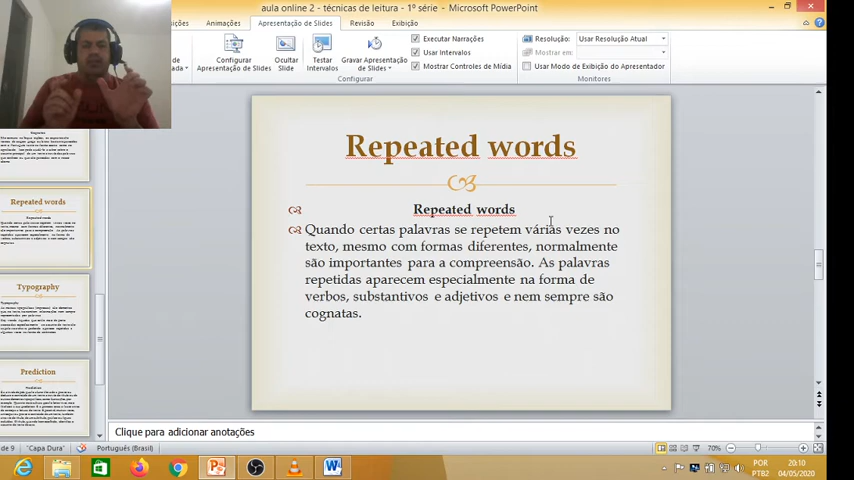 aula online 2 - técnicas de leitura - 1ª série - Microsoft PowerPoint
Animações Apresentação de Slides Revisão Exibição
Configurar Apresentação de Slides
Ocultar Slide
Testar Intervalos
Gravar Apresentação de Slides
Executar Narrações
Usar Intervalos
Mostrar Controles de Mídia
Configurar
Resolução: Usar Resolução Atual
Mostrar em:
Usar Modo de Exibição do Apresentador
Monitores
Repeated words
Typography
Prediction
Repeated words
Repeated words
Quando certas palavras se repetem várias vezes no
texto, mesmo com formas diferentes, normalmente
são importantes para a compreensão. As palavras
repetidas aparecem especialmente na forma de
verbos, substantivos e adjetivos e nem sempre são
cognatas.
Clique para adicionar anotações
de 9 "Capa Dura" Português (Brasil) 70%
POR 20:10
PTB2 04/05/2020